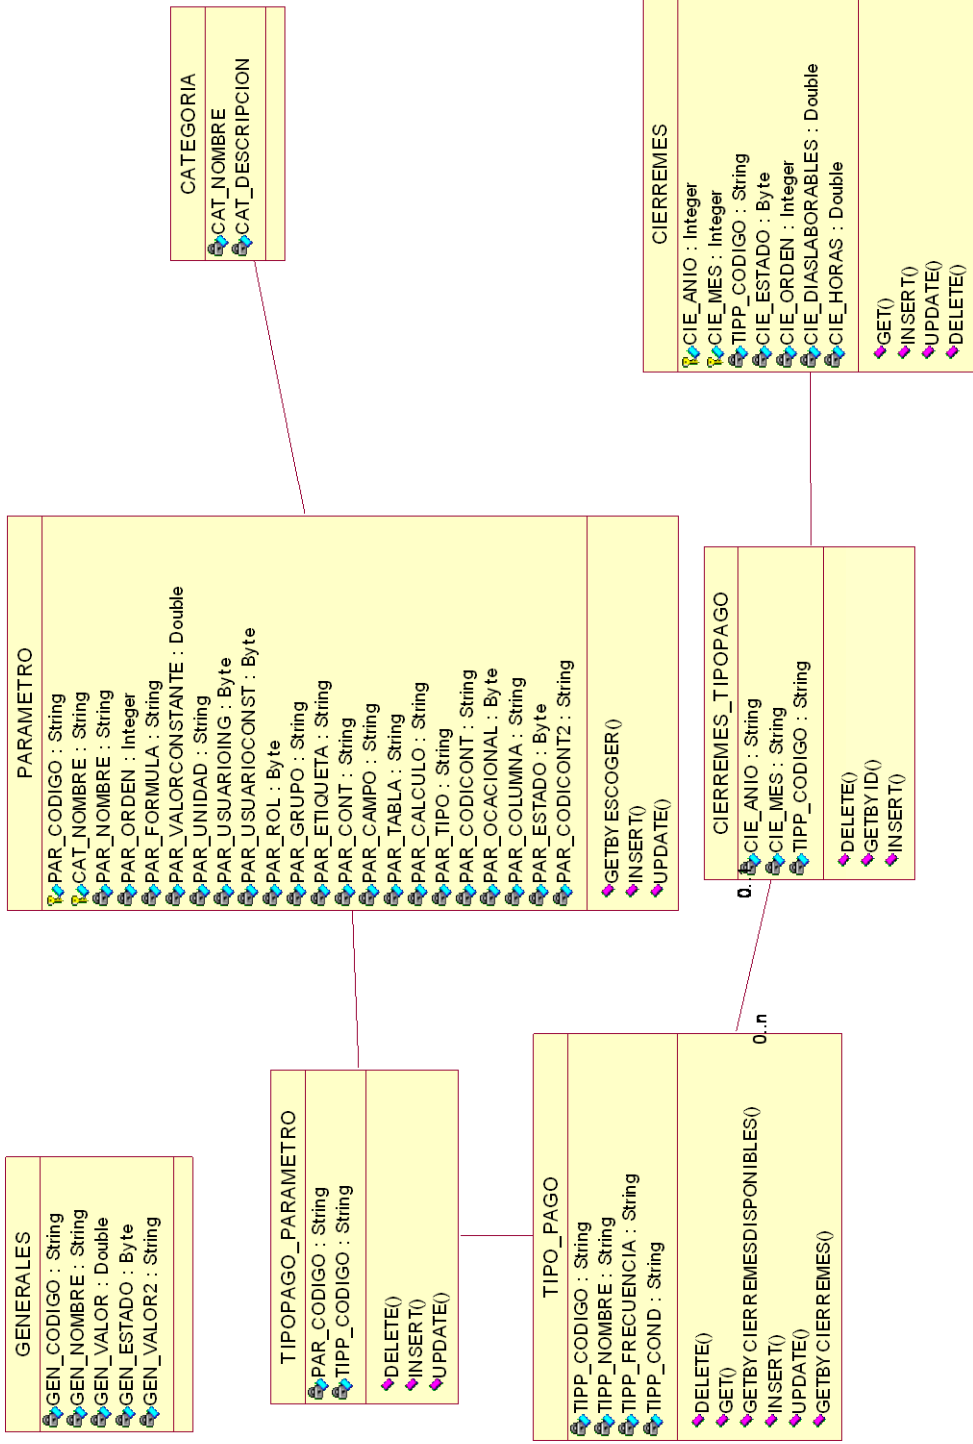 GENERALES
GEN_CODIGO : String
GEN_NOMBRE : String
GEN_VALOR : Double
GEN_ESTADO : Byte
GEN_VALOR2 : String
TIPOPAGO_PARAMETRO
PAR_CODIGO : String
TIPP_CODIGO : String
DELETE()
INSERT()
UPDATE()
TIPO_PAGO
TIPP_CODIGO : String
TIPP_NOMBRE : String
TIPP_FRECUENCIA : String
TIPP_COND : String
DELETE()
GET()
GETBYCIERREMESDISPONIBLES()
INSERT()
UPDATE()
GETBYCIERREMES()
0..n
PARAMETRO
PAR_CODIGO : String
CAT_NOMBRE : String
PAR_NOMBRE : String
PAR_ORDEN : Integer
PAR_FORMULA : String
PAR_VALORCONSTANTE : Double
PAR_UNIDAD : String
PAR_USUARIOING : Byte
PAR_USUARIOCONST : Byte
PAR_ROL : Byte
PAR_GRUPO : String
PAR_ETIQUETA : String
PAR_CONT : String
PAR_CAMPO : String
PAR_TABLA : String
PAR_CALCULO : String
PAR_TIPO : String
PAR_CODICONT : String
PAR_OCACIONAL : Byte
PAR_COLUMNA : String
PAR_ESTADO : Byte
PAR_CODICONT2 : String
GETBYESCOGER()
INSERT()
UPDATE()
CIERREMES_TIPOPAGO
0..n
CIE_ANIO : String
CIE_MES : String
TIPP_CODIGO : String
DELETE()
GETBYID()
INSERT()
CATEGORIA
CAT_NOMBRE
CAT_DESCRIPCION
CIERREMES
CIE_ANIO : Integer
CIE_MES : Integer
TIPP_CODIGO : String
CIE_ESTADO : Byte
CIE_ORDEN : Integer
CIE_DIASLABORABLES : Double
CIE_HORAS : Double
GET()
INSERT()
UPDATE()
DELETE()